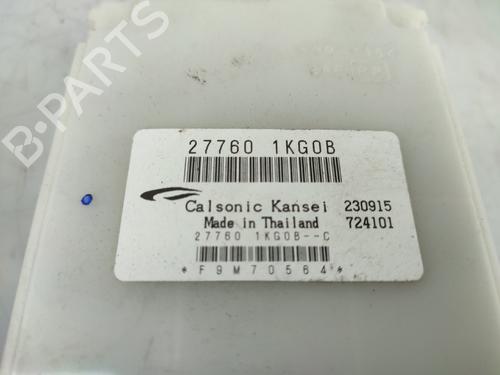 B-PARTS
27760 1KG0B
Calsonic Kansei 230915
Made in Thailand 724101
27760 1KG0B--C
*F9M70564*